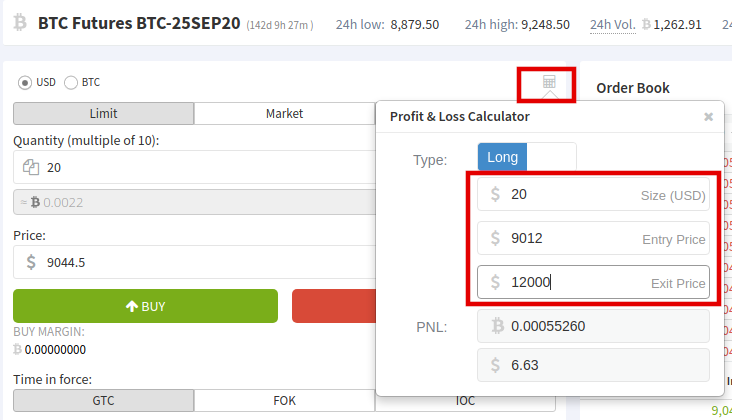 BTC Futures BTC-25SEP20 (142d 9h 27m ) 24h low: 8,879.50 24h high: 9,248.50 24h Vol. 1,262.91 24
USD BTC
Order Book
Limit Market
Profit & Loss Calculator ×
Quantity (multiple of 10):
Type: Long
20
$ 20 Size (USD)
≈ 0.0022
Price:
$ 9012 Entry Price
$ 9044.5
$ 12000 Exit Price
BUY
PNL: 0.00055260
BUY MARGIN:
0.00000000
$ 6.63
Time in force:
GTC FOK IOC
9,04